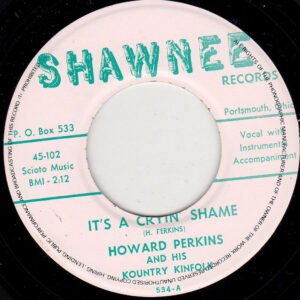 SHAWNEE
RECORDS
Portsmouth, Ohio
P. O. Box 533
45-102
Scioto Music
BMI - 2:12
Vocal with
Instrumental
Accompaniment
IT'S A CRYIN' SHAME
(H. FERKINS)
HOWARD PERKINS
AND HIS
KOUNTRY KINFOLK
534-A